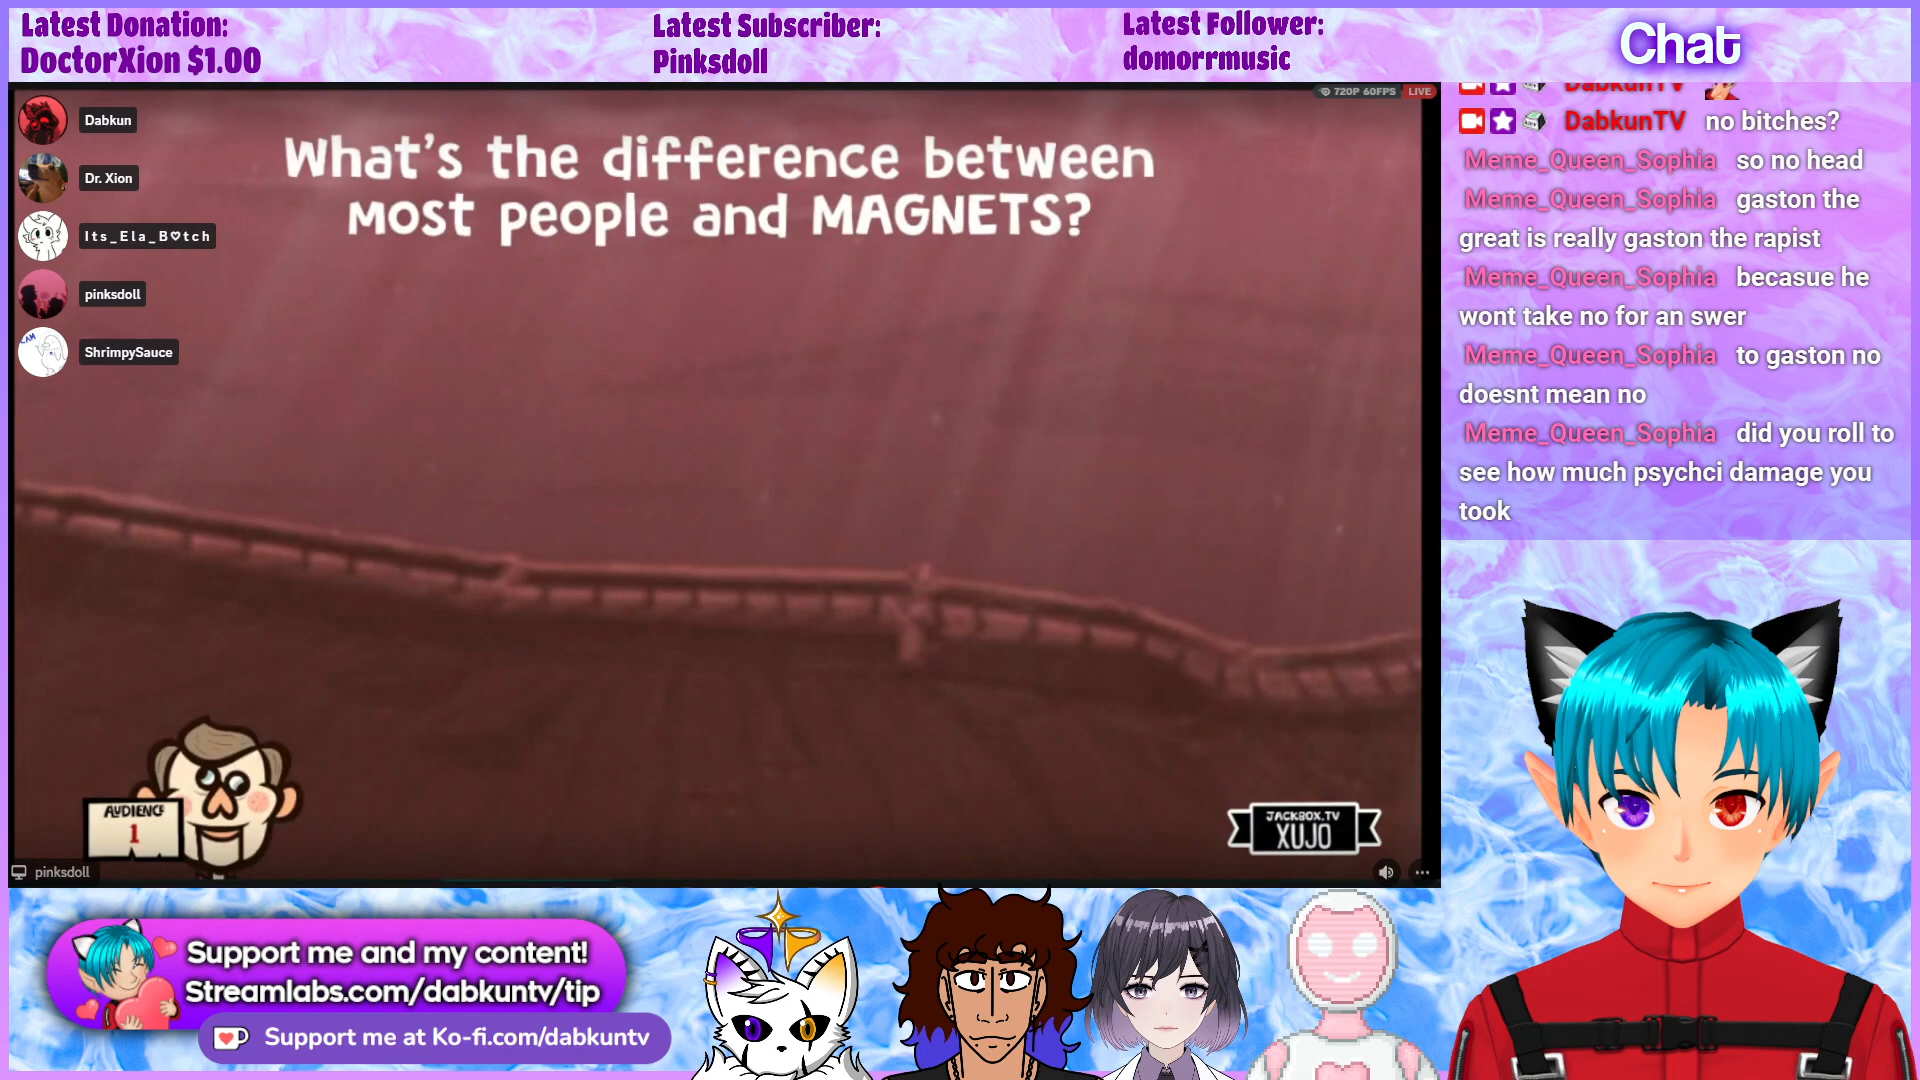 Latest Donation:
DoctorXion $1.00
Latest Subscriber:
Pinksdoll
Latest Follower:
domorrmusic
Chat
720P 60FPS LIVE
Dabkun
Dr. Xion
Its_Ela_B♡tch
pinksdoll
ShrimpySauce
What's the difference between
most people and MAGNETS?
AUDIENCE
1
JACKBOX.TV
XUJO
pinksdoll
DabkunTV
DabkunTV no bitches?
Meme_Queen_Sophia so no head
Meme_Queen_Sophia gaston the
great is really gaston the rapist
Meme_Queen_Sophia becasue he
wont take no for an swer
Meme_Queen_Sophia to gaston no
doesnt mean no
Meme_Queen_Sophia did you roll to
see how much psychci damage you
took
Support me and my content!
Streamlabs.com/dabkuntv/tip
Support me at Ko-fi.com/dabkuntv